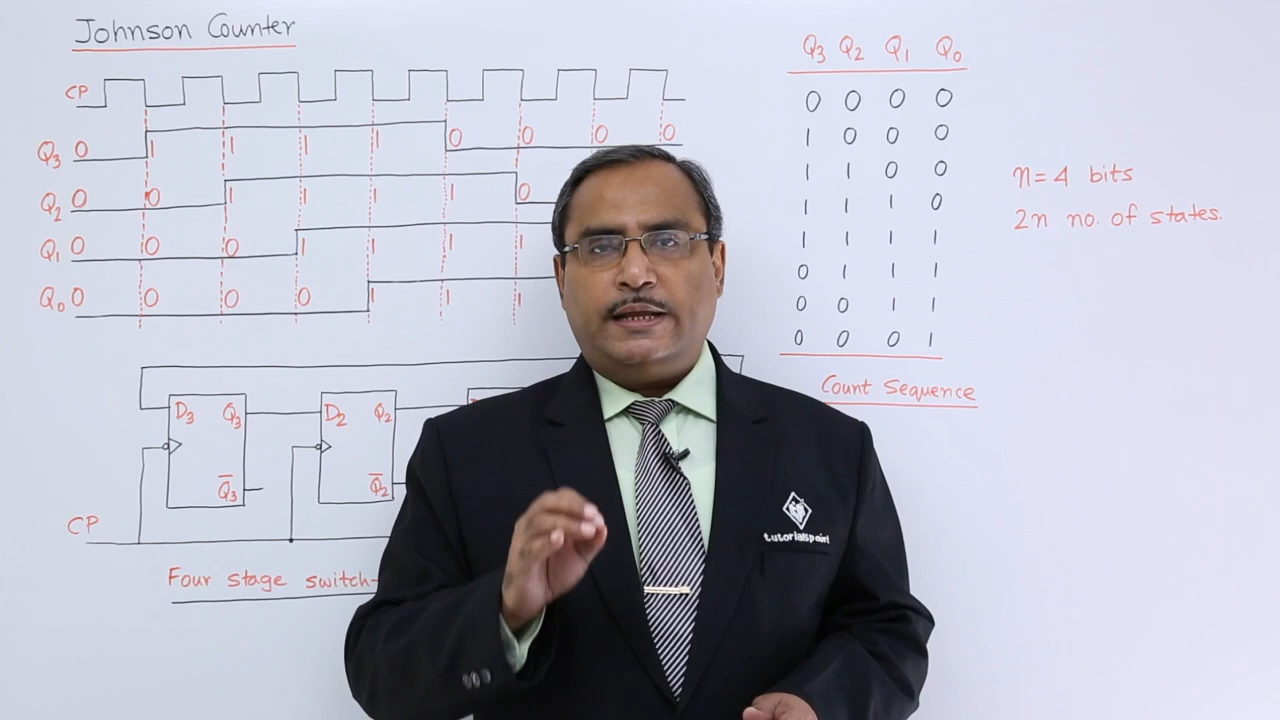 Johnson Counter
CP
Q3 0 1 1 1 1 0 0 0 0
Q2 0 0 1 1 1 1 0
Q1 0 0 0 1 1 1 1
Q0 0 0 0 0 1 1 1
D3 Q3 D2 Q2
Q̅3 Q̅2
CP
Four stage switch-
Q3 Q2 Q1 Q0
0 0 0 0
1 0 0 0
1 1 0 0
1 1 1 0
1 1 1 1
0 1 1 1
0 0 1 1
0 0 0 1
Count Sequence
n=4 bits
2n no. of states.
tutorialspoint